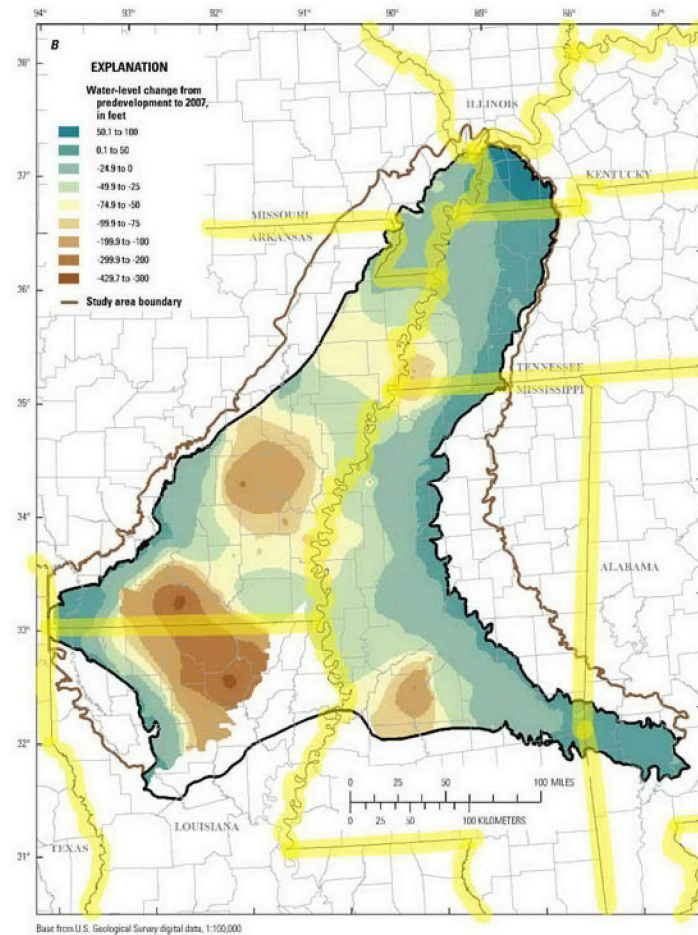 94°
93°
92°
91°
90°
89°
88°
B
38°
EXPLANATION
Water-level change from
predevelopment to 2007,
in feet
50.1 to 100
0.1 to 50
-24.9 to 0
-49.9 to -25
-74.9 to -50
-99.9 to -75
-199.9 to -100
-299.9 to -200
-429.7 to -300
Study area boundary
ILLINOIS
37°
KENTUCKY
MISSOURI
ARKANSAS
36°
TENNESSEE
MISSISSIPPI
35°
34°
ALABAMA
33°
32°
0 25 50 100 MILES
0 25 50 100 KILOMETERS
LOUISIANA
TEXAS
31°
Base from U.S. Geological Survey digital data, 1:100,000